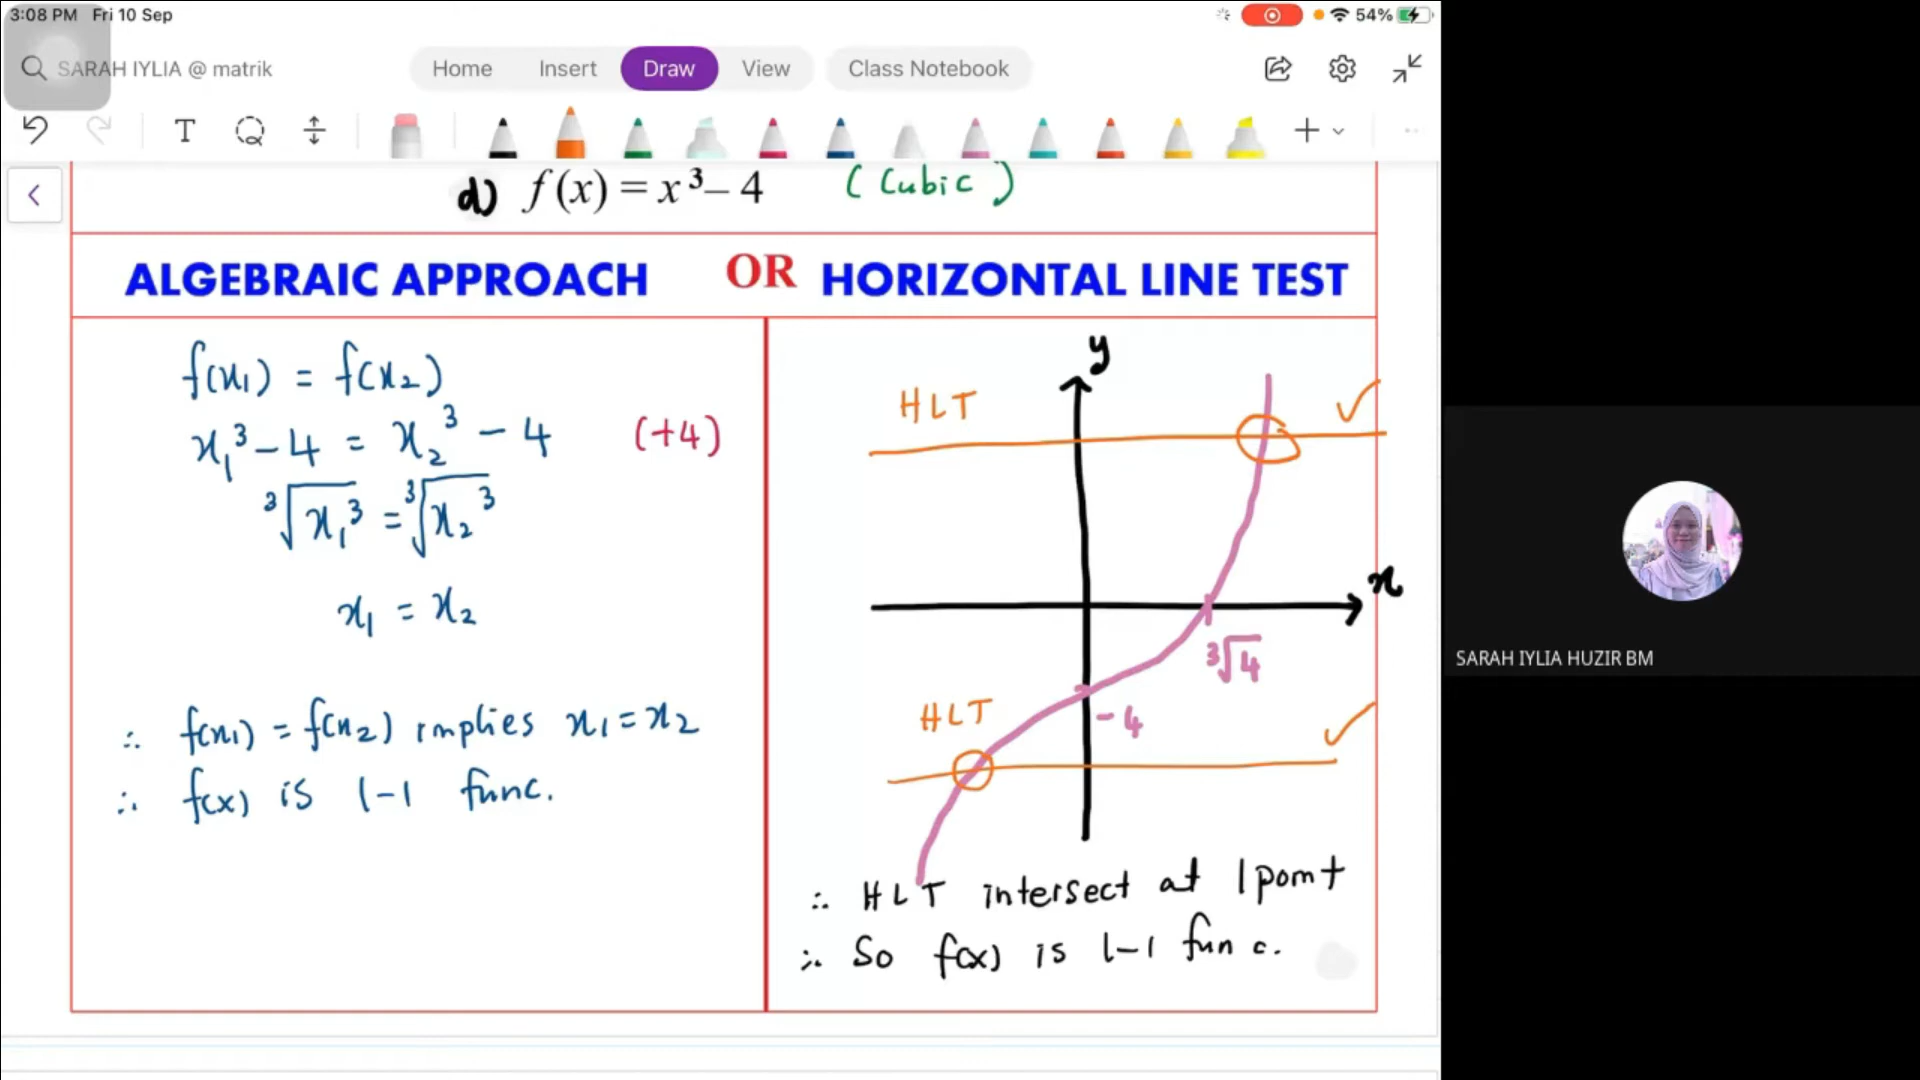 3:08 PM Fri 10 Sep
54%
SARAH IYLIA @ matrik
Home Insert Draw View Class Notebook
T
d) f(x) = x³– 4 (Cubic)
ALGEBRAIC APPROACH OR HORIZONTAL LINE TEST
f(x₁) = f(x₂)
x₁³ – 4 = x₂³ – 4 (+4)
³√x₁³ = ³√x₂³
x₁ = x₂
∴ f(x₁) = f(x₂) implies x₁ = x₂
∴ f(x) is 1–1 func.
y
HLT ✓
x
³√4
HLT ✓
–4
∴ HLT intersect at 1 point
∴ So f(x) is 1–1 func.
SARAH IYLIA HUZIR BM